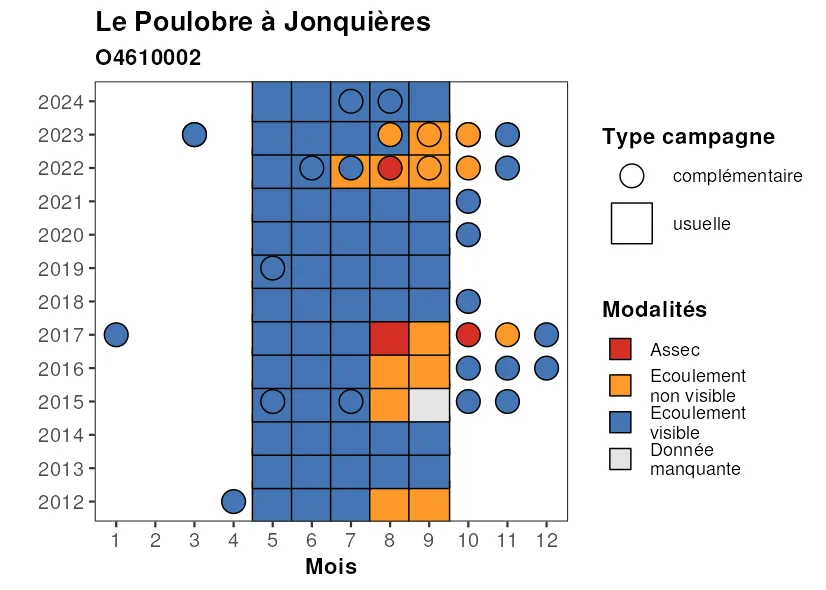 Le Poulobre à Jonquières
O4610002
2024
2023
2022
2021
2020
2019
2018
2017
2016
2015
2014
2013
2012
1 2 3 4 5 6 7 8 9 10 11 12
Mois
Type campagne
complémentaire
usuelle
Modalités
Assec
Ecoulement
non visible
Ecoulement
visible
Donnée
manquante